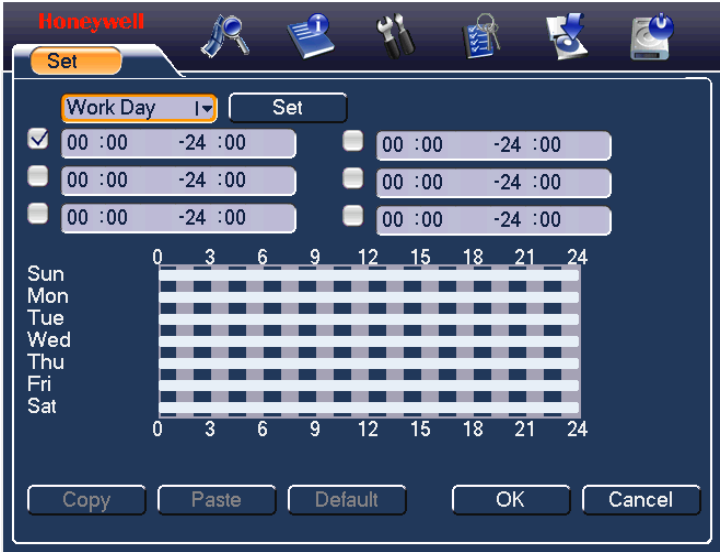 Honeywell
Set
Work Day Set
00 :00 -24 :00 00 :00 -24 :00
00 :00 -24 :00 00 :00 -24 :00
00 :00 -24 :00 00 :00 -24 :00
0 3 6 9 12 15 18 21 24
Sun
Mon
Tue
Wed
Thu
Fri
Sat
0 3 6 9 12 15 18 21 24
Copy Paste Default OK Cancel